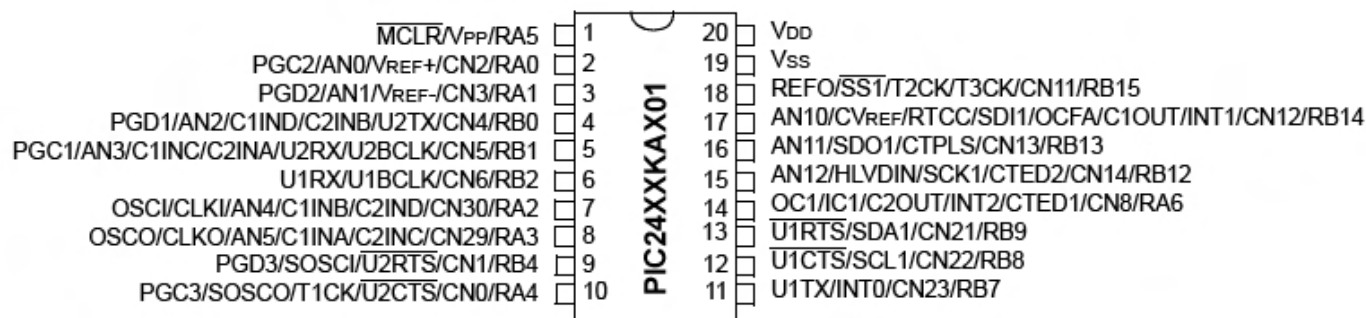 MCLR/VPP/RA5 1 20 VDD
PGC2/AN0/VREF+/CN2/RA0 2 19 VSS
PGD2/AN1/VREF-/CN3/RA1 3 18 REFO/SS1/T2CK/T3CK/CN11/RB15
PGD1/AN2/C1IND/C2INB/U2TX/CN4/RB0 4 17 AN10/CVREF/RTCC/SDI1/OCFA/C1OUT/INT1/CN12/RB14
PGC1/AN3/C1INC/C2INA/U2RX/U2BCLK/CN5/RB1 5 16 AN11/SDO1/CTPLS/CN13/RB13
U1RX/U1BCLK/CN6/RB2 6 15 AN12/HLVDIN/SCK1/CTED2/CN14/RB12
OSCI/CLKI/AN4/C1INB/C2IND/CN30/RA2 7 14 OC1/IC1/C2OUT/INT2/CTED1/CN8/RA6
OSCO/CLKO/AN5/C1INA/C2INC/CN29/RA3 8 13 U1RTS/SDA1/CN21/RB9
PGD3/SOSCI/U2RTS/CN1/RB4 9 12 U1CTS/SCL1/CN22/RB8
PGC3/SOSCO/T1CK/U2CTS/CN0/RA4 10 11 U1TX/INT0/CN23/RB7
PIC24XXKAX01